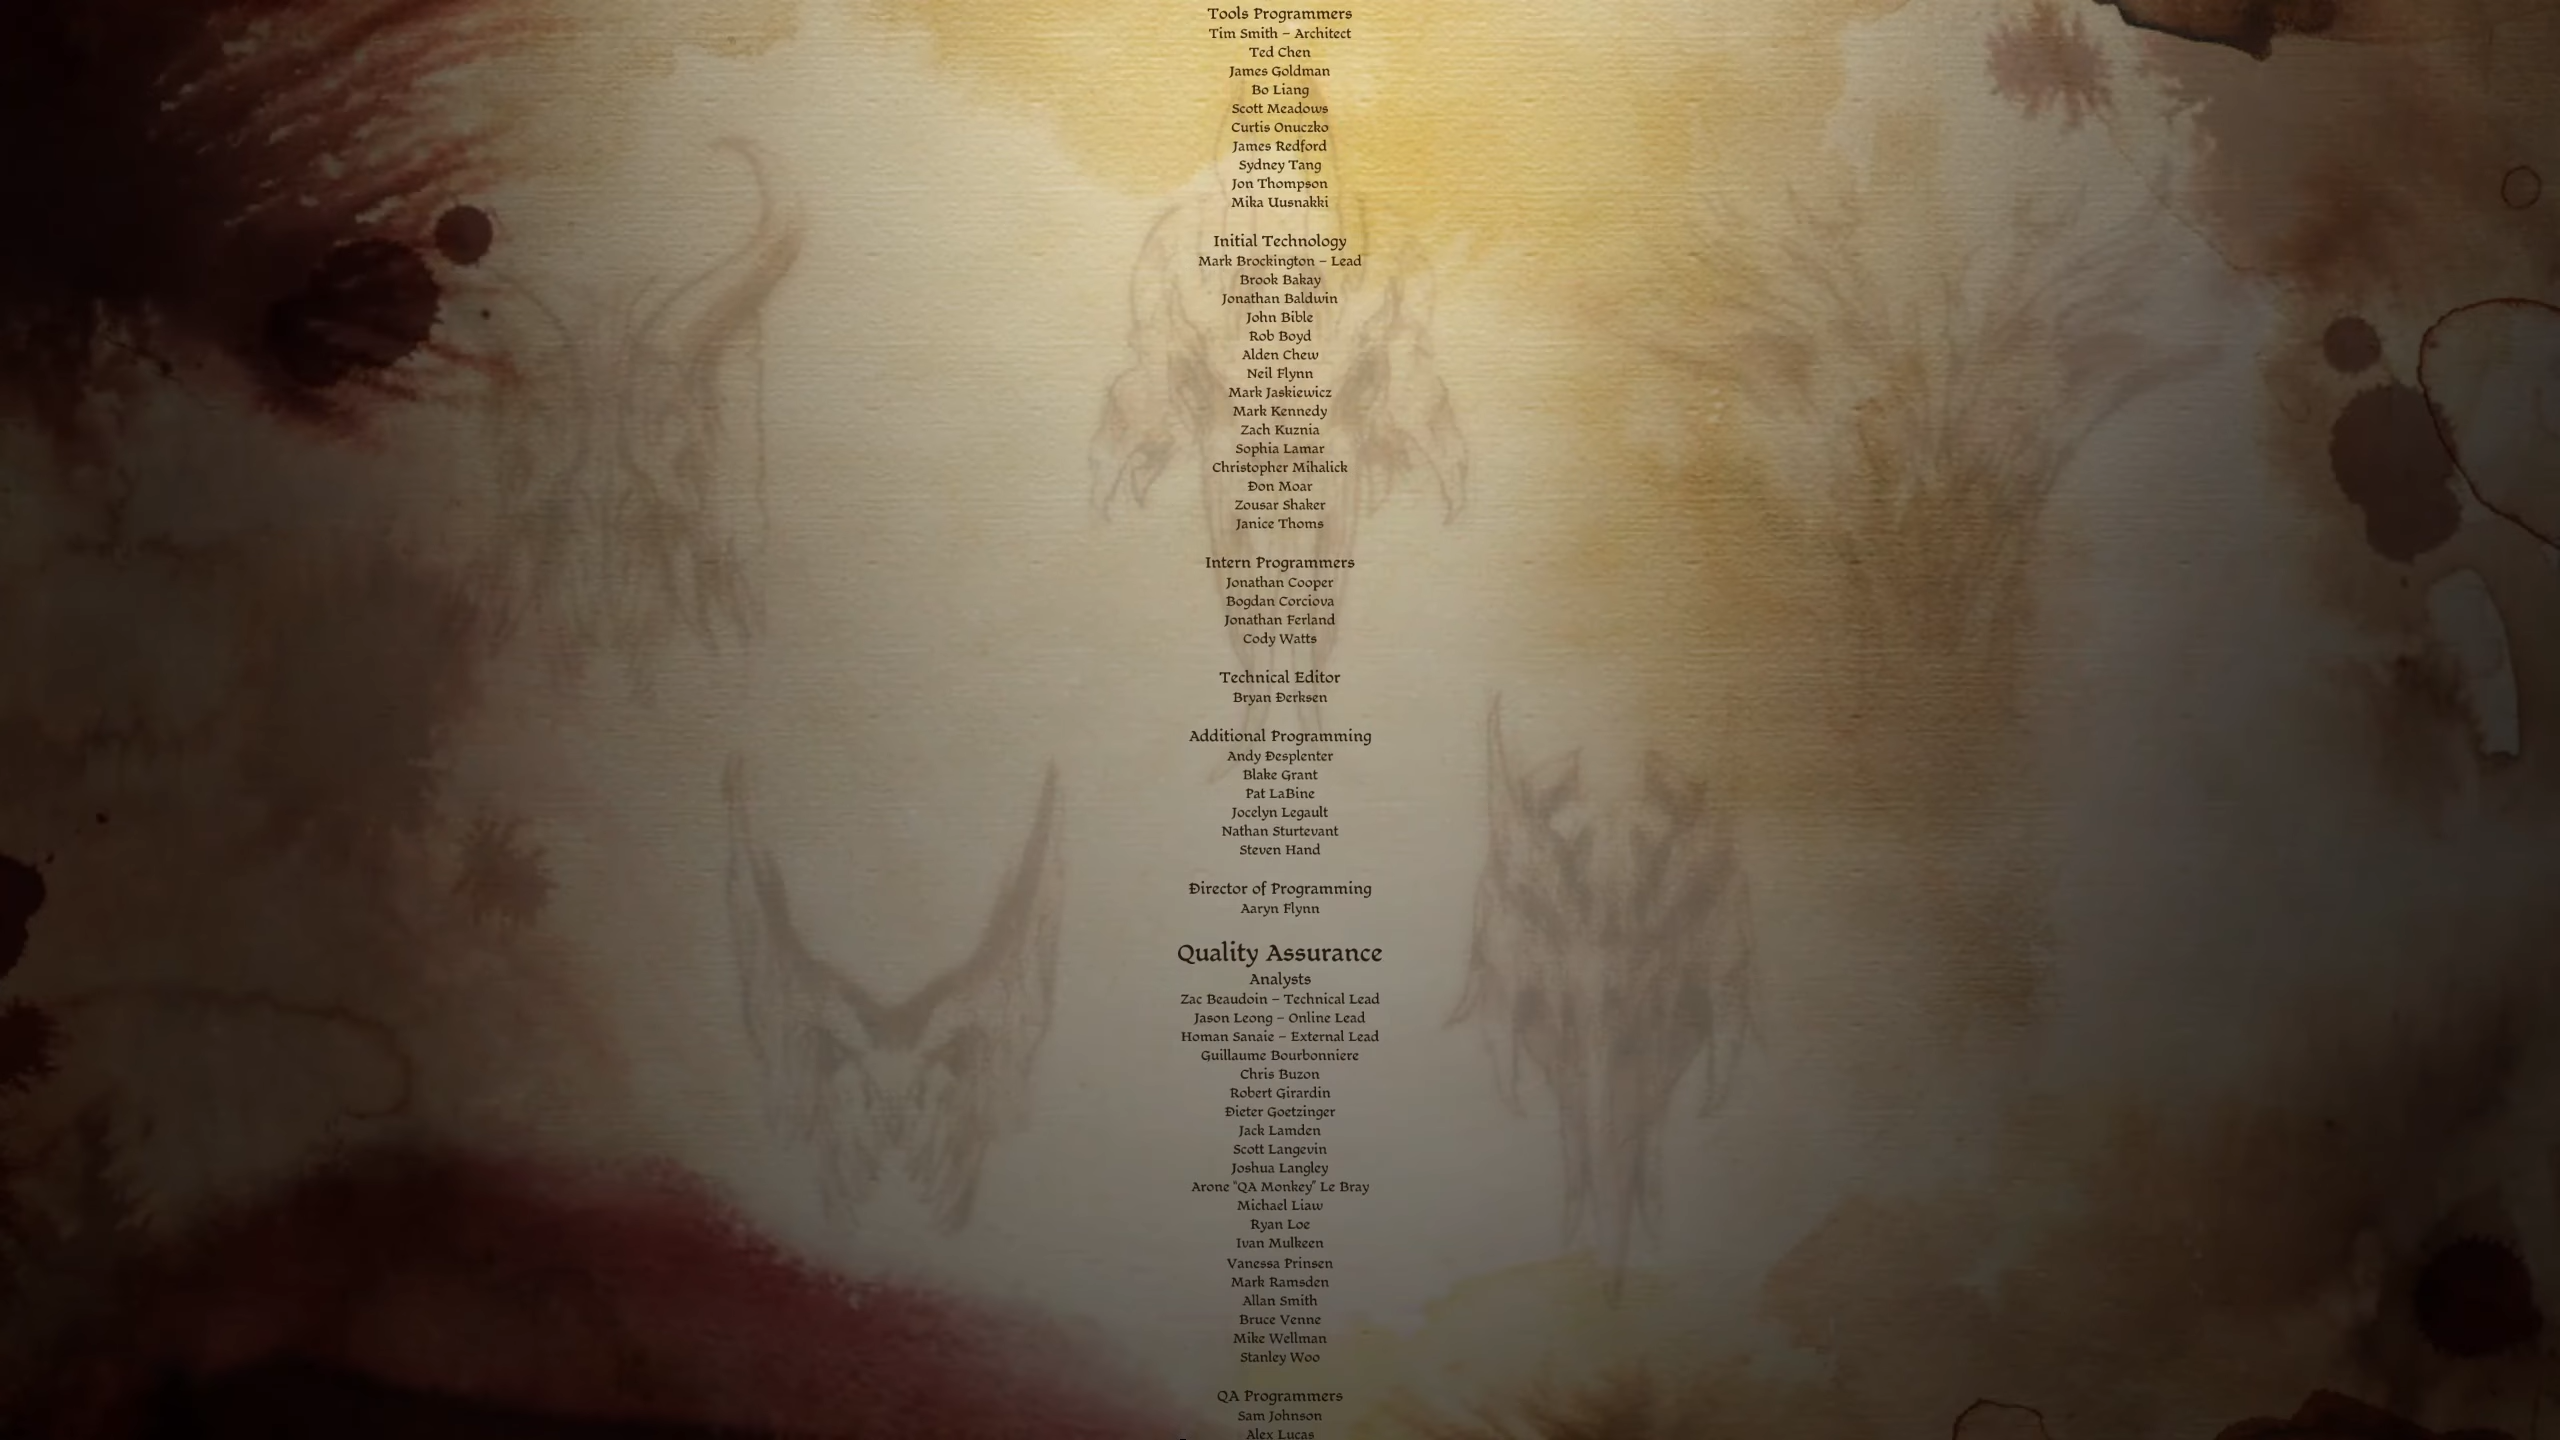 Tools Programmers
Tim Smith – Architect
Ted Chen
James Goldman
Bo Liang
Scott Meadows
Curtis Onuczko
James Redford
Sydney Tang
Jon Thompson
Mika Uusnakki
Initial Technology
Mark Brockington – Lead
Brook Bakay
Jonathan Baldwin
John Bible
Rob Boyd
Alden Chew
Neil Flynn
Mark Jaskiewicz
Mark Kennedy
Zach Kuznia
Sophia Lamar
Christopher Mihalick
Don Moar
Zousar Shaker
Janice Thoms
Intern Programmers
Jonathan Cooper
Bogdan Corciova
Jonathan Ferland
Cody Watts
Technical Editor
Bryan Derksen
Additional Programming
Andy Desplenter
Blake Grant
Pat LaBine
Jocelyn Legault
Nathan Sturtevant
Steven Hand
Director of Programming
Aaryn Flynn
Quality Assurance
Analysts
Zac Beaudoin – Technical Lead
Jason Leong – Online Lead
Homan Sanaie – External Lead
Guillaume Bourbonniere
Chris Buzon
Robert Girardin
Dieter Goetzinger
Jack Lamden
Scott Langevin
Joshua Langley
Arone "QA Monkey" Le Bray
Michael Liaw
Ryan Loe
Ivan Mulkeen
Vanessa Prinsen
Mark Ramsden
Allan Smith
Bruce Venne
Mike Wellman
Stanley Woo
QA Programmers
Sam Johnson
Alex Lucas